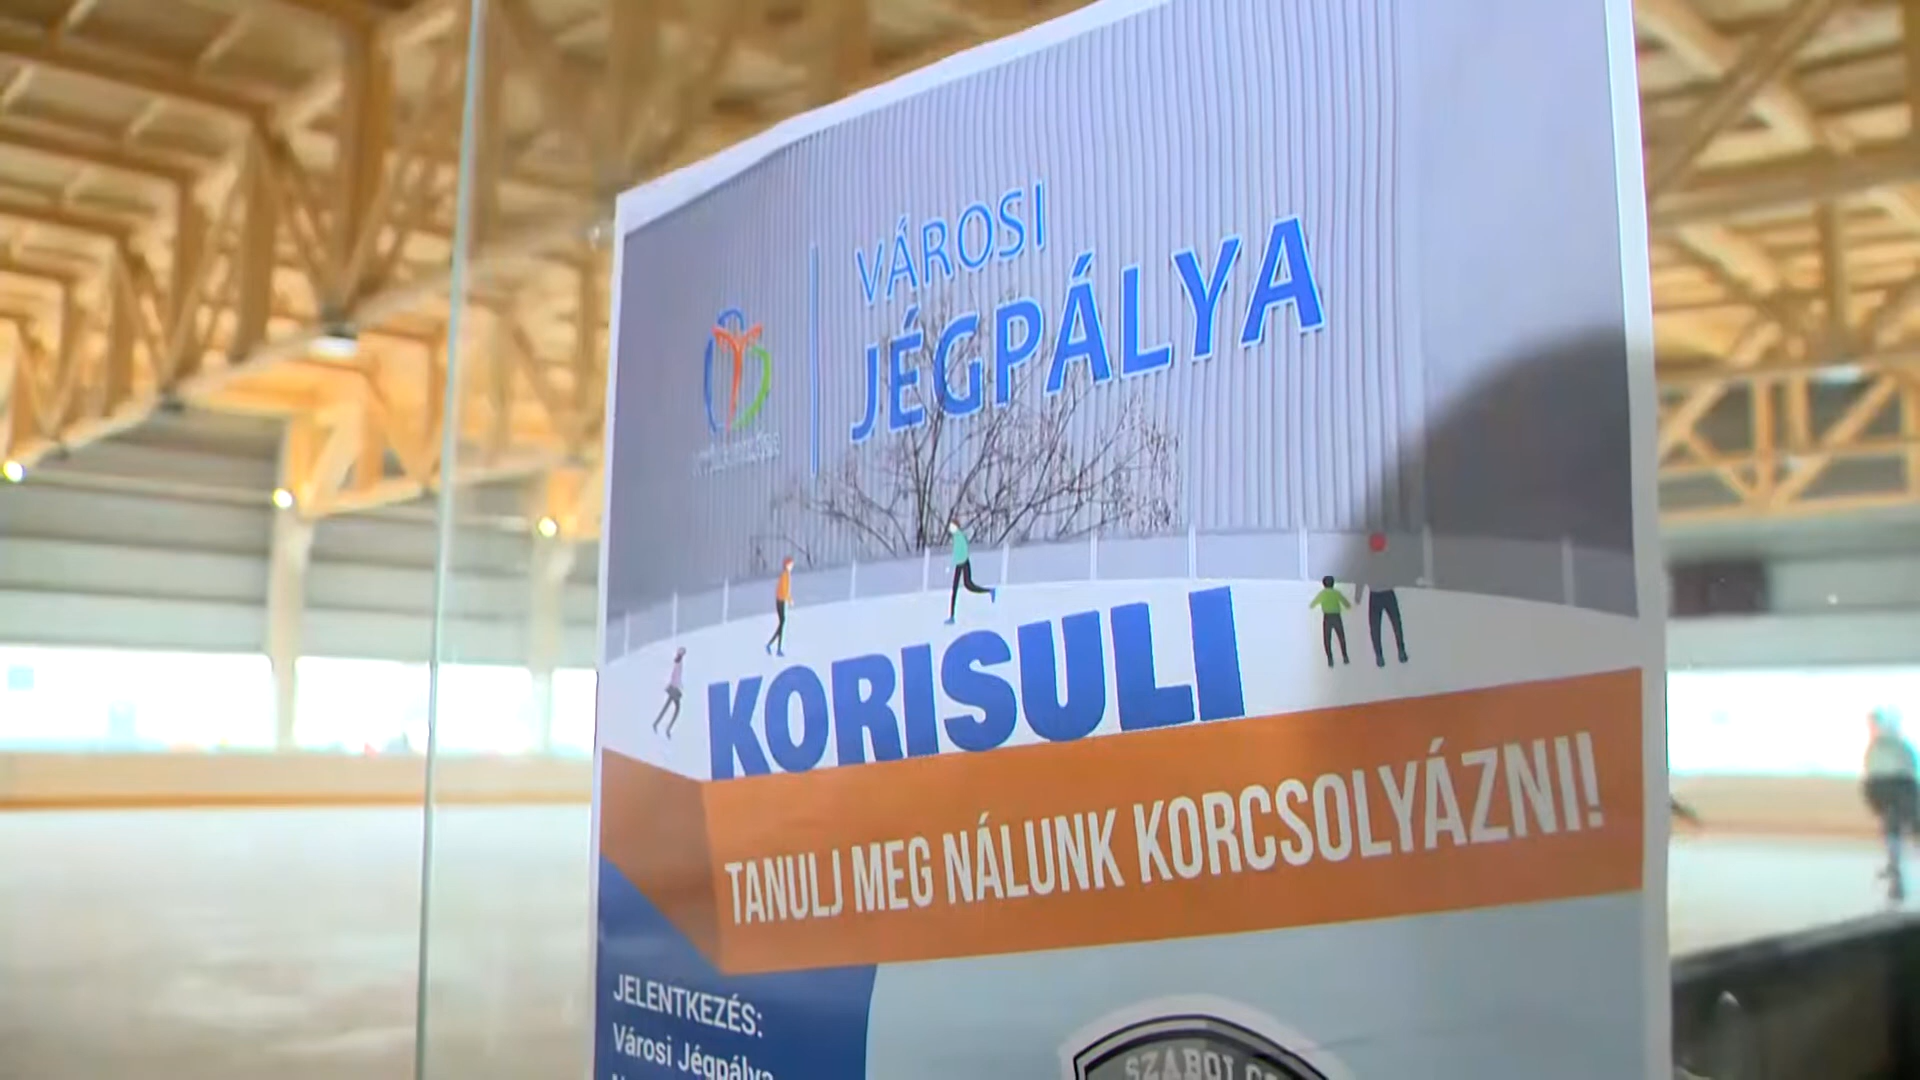 VÁROSI
JÉGPÁLYA
KORISULI
TANULJ MEG NÁLUNK KORCSOLYÁZNI!
JELENTKEZÉS:
Városi Jégpálya